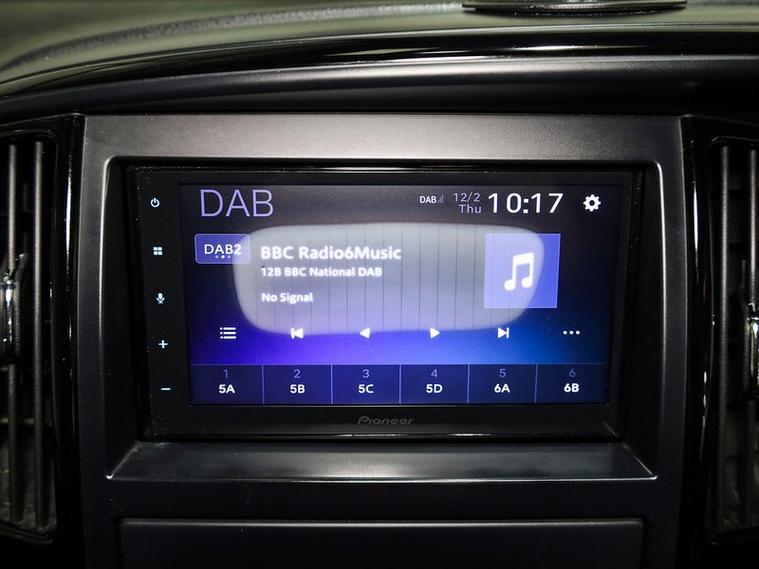 DAB
DAB 12/2 Thu 10:17
DAB2
BBC Radio6Music
12B BBC National DAB
No Signal
1 2 3 4 5 6
5A 5B 5C 5D 6A 6B
Pioneer